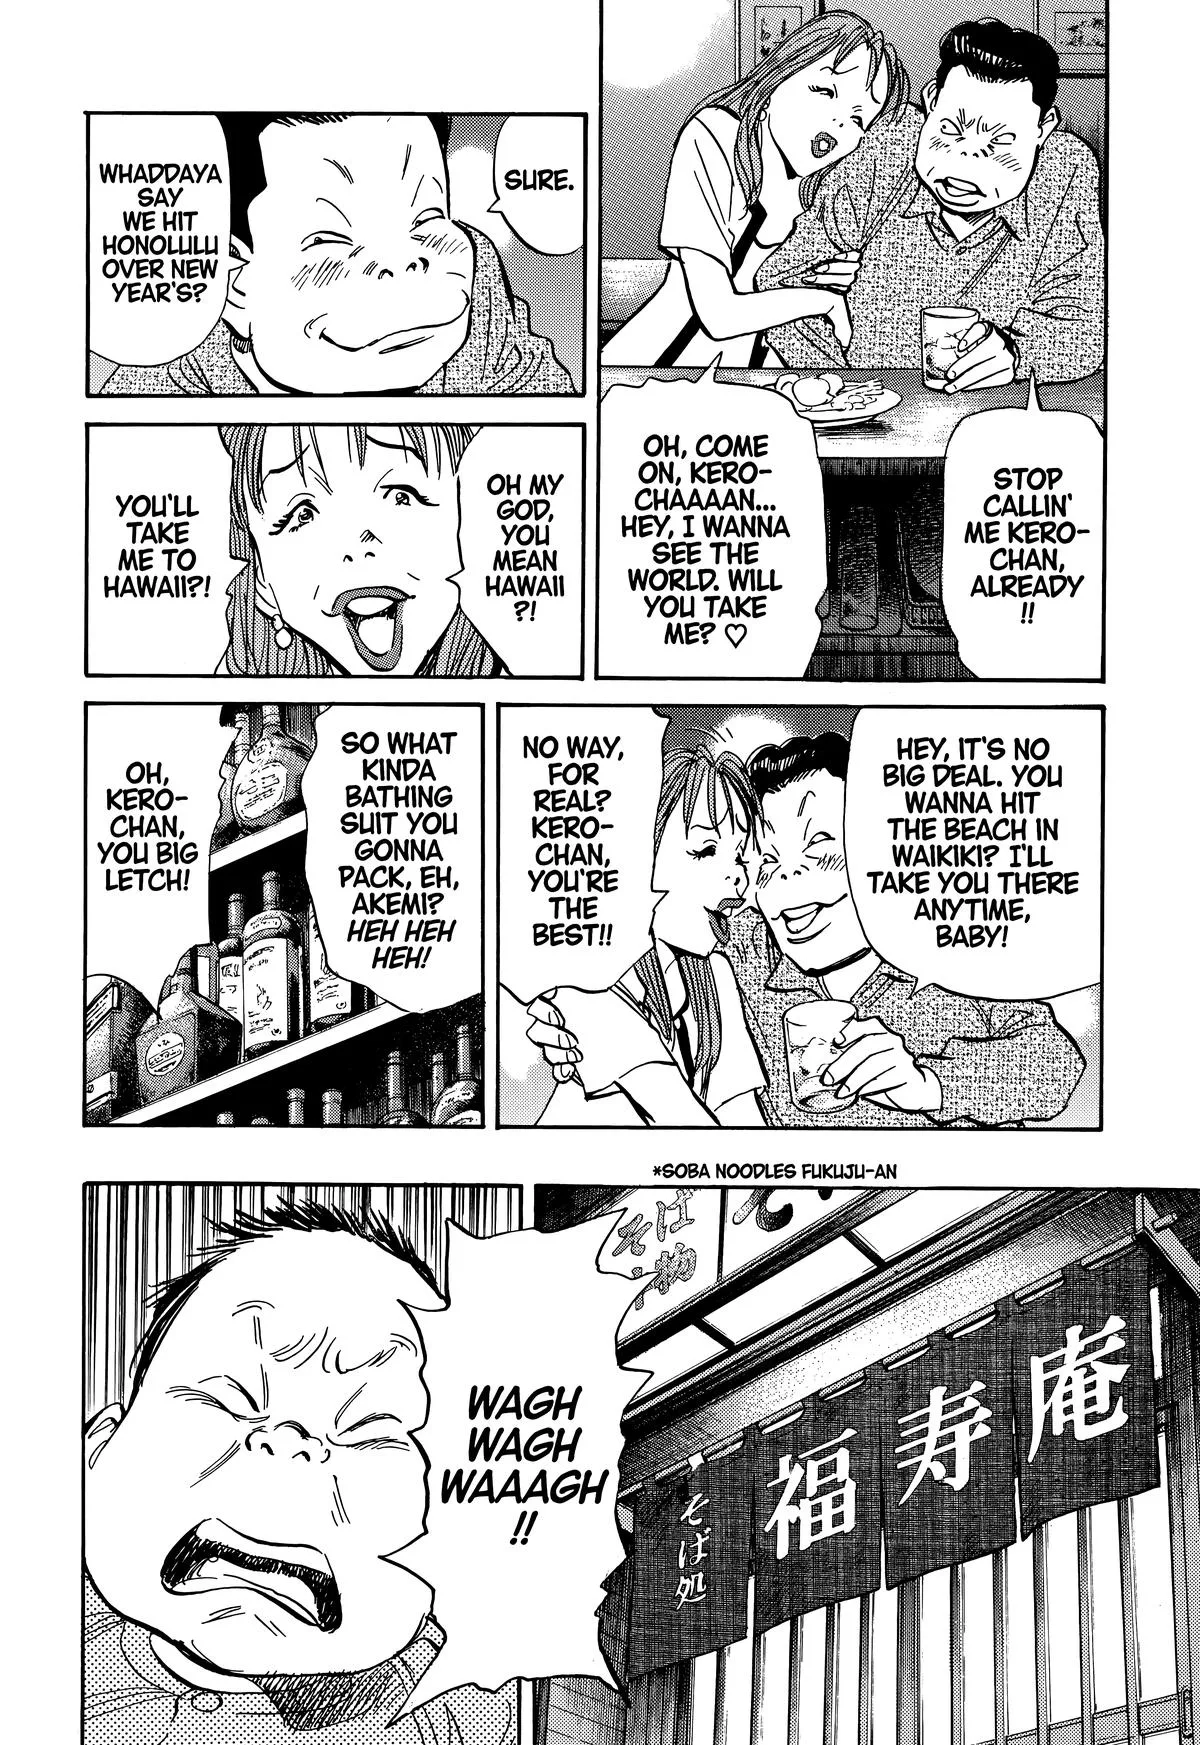 STOP
CALLIN'
ME KERO-
CHAN,
ALREADY
!!
OH, COME
ON, KERO-
CHAAAAN...
HEY, I WANNA
SEE THE
WORLD. WILL
YOU TAKE
ME? ♡
SURE.
WHADDAYA
SAY
WE HIT
HONOLULU
OVER NEW
YEAR'S?
OH MY
GOD,
YOU
MEAN
HAWAII
?!
YOU'LL
TAKE
ME TO
HAWAII?!
HEY, IT'S NO
BIG DEAL. YOU
WANNA HIT
THE BEACH IN
WAIKIKI? I'LL
TAKE YOU THERE
ANYTIME,
BABY!
NO WAY,
FOR
REAL?
KERO-
CHAN,
YOU'RE
THE
BEST!!
SO WHAT
KINDA
BATHING
SUIT YOU
GONNA
PACK, EH,
AKEMI?
HEH HEH
HEH!
OH,
KERO-
CHAN,
YOU BIG
LETCH!
*SOBA NOODLES FUKUJU-AN
そば処
福寿庵
WAGH
WAGH
WAAAGH
!!